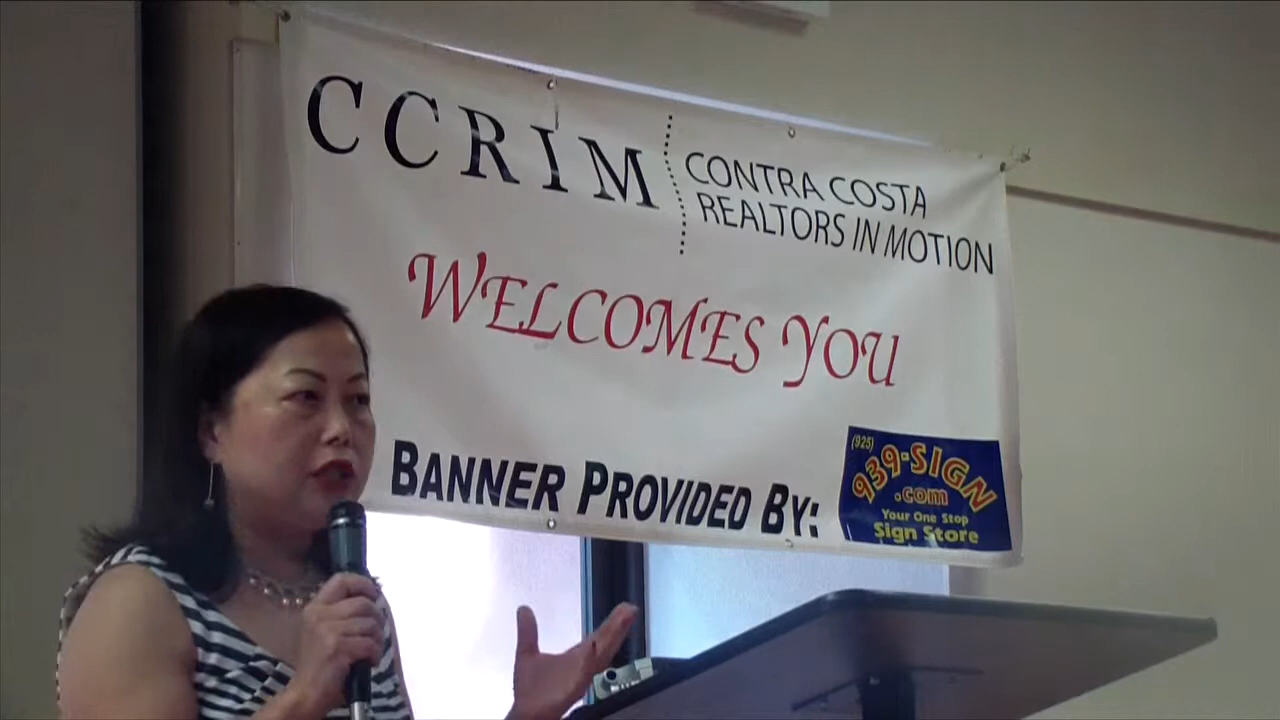 CCRIM
CONTRA COSTA
REALTORS IN MOTION
WELCOMES YOU
BANNER PROVIDED BY:
(925)
939-SIGN
.com
Your One Stop
Sign Store